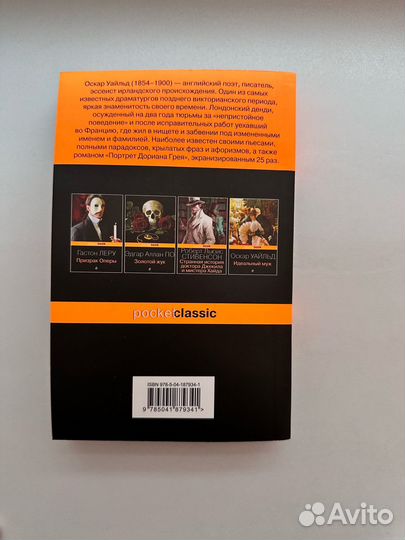 Оскар Уайльд (1854–1900) — английский поэт, писатель,
эссеист ирландского происхождения. Один из самых
известных драматургов позднего викторианского периода,
яркая знаменитость своего времени. Лондонский денди,
осужденный на два года тюрьмы за «непристойное
поведение» и после исправительных работ уехавший
во Францию, где жил в нищете и забвении под измененными
именем и фамилией. Наиболее известен своими пьесами,
полными парадоксов, крылатых фраз и афоризмов, а также
романом «Портрет Дориана Грея», экранизированным 25 раз.
Гастон ЛЕРУ
Призрак Оперы
Эдгар Аллан ПО
Золотой жук
Роберт Льюис
СТИВЕНСОН
Странная история
доктора Джекила
и мистера Хайда
Оскар УАЙЛЬД
Идеальный муж
pocket classic
ISBN 978-5-04-187934-1
9 785041 879341 >
Avito